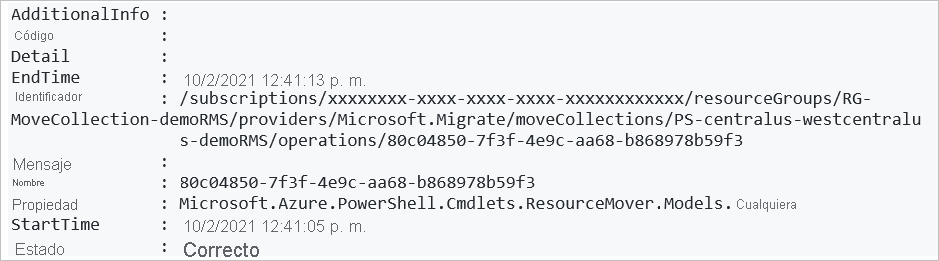 AdditionalInfo :
Código :
Detail :
EndTime : 10/2/2021 12:41:13 p. m.
Identificador : /subscriptions/xxxxxxxx-xxxx-xxxx-xxxx-xxxxxxxxxxxx/resourceGroups/RG-
MoveCollection-demoRMS/providers/Microsoft.Migrate/moveCollections/PS-centralus-westcentralu
s-demoRMS/operations/80c04850-7f3f-4e9c-aa68-b868978b59f3
Mensaje :
Nombre : 80c04850-7f3f-4e9c-aa68-b868978b59f3
Propiedad : Microsoft.Azure.PowerShell.Cmdlets.ResourceMover.Models. Cualquiera
StartTime : 10/2/2021 12:41:05 p. m.
Estado : Correcto